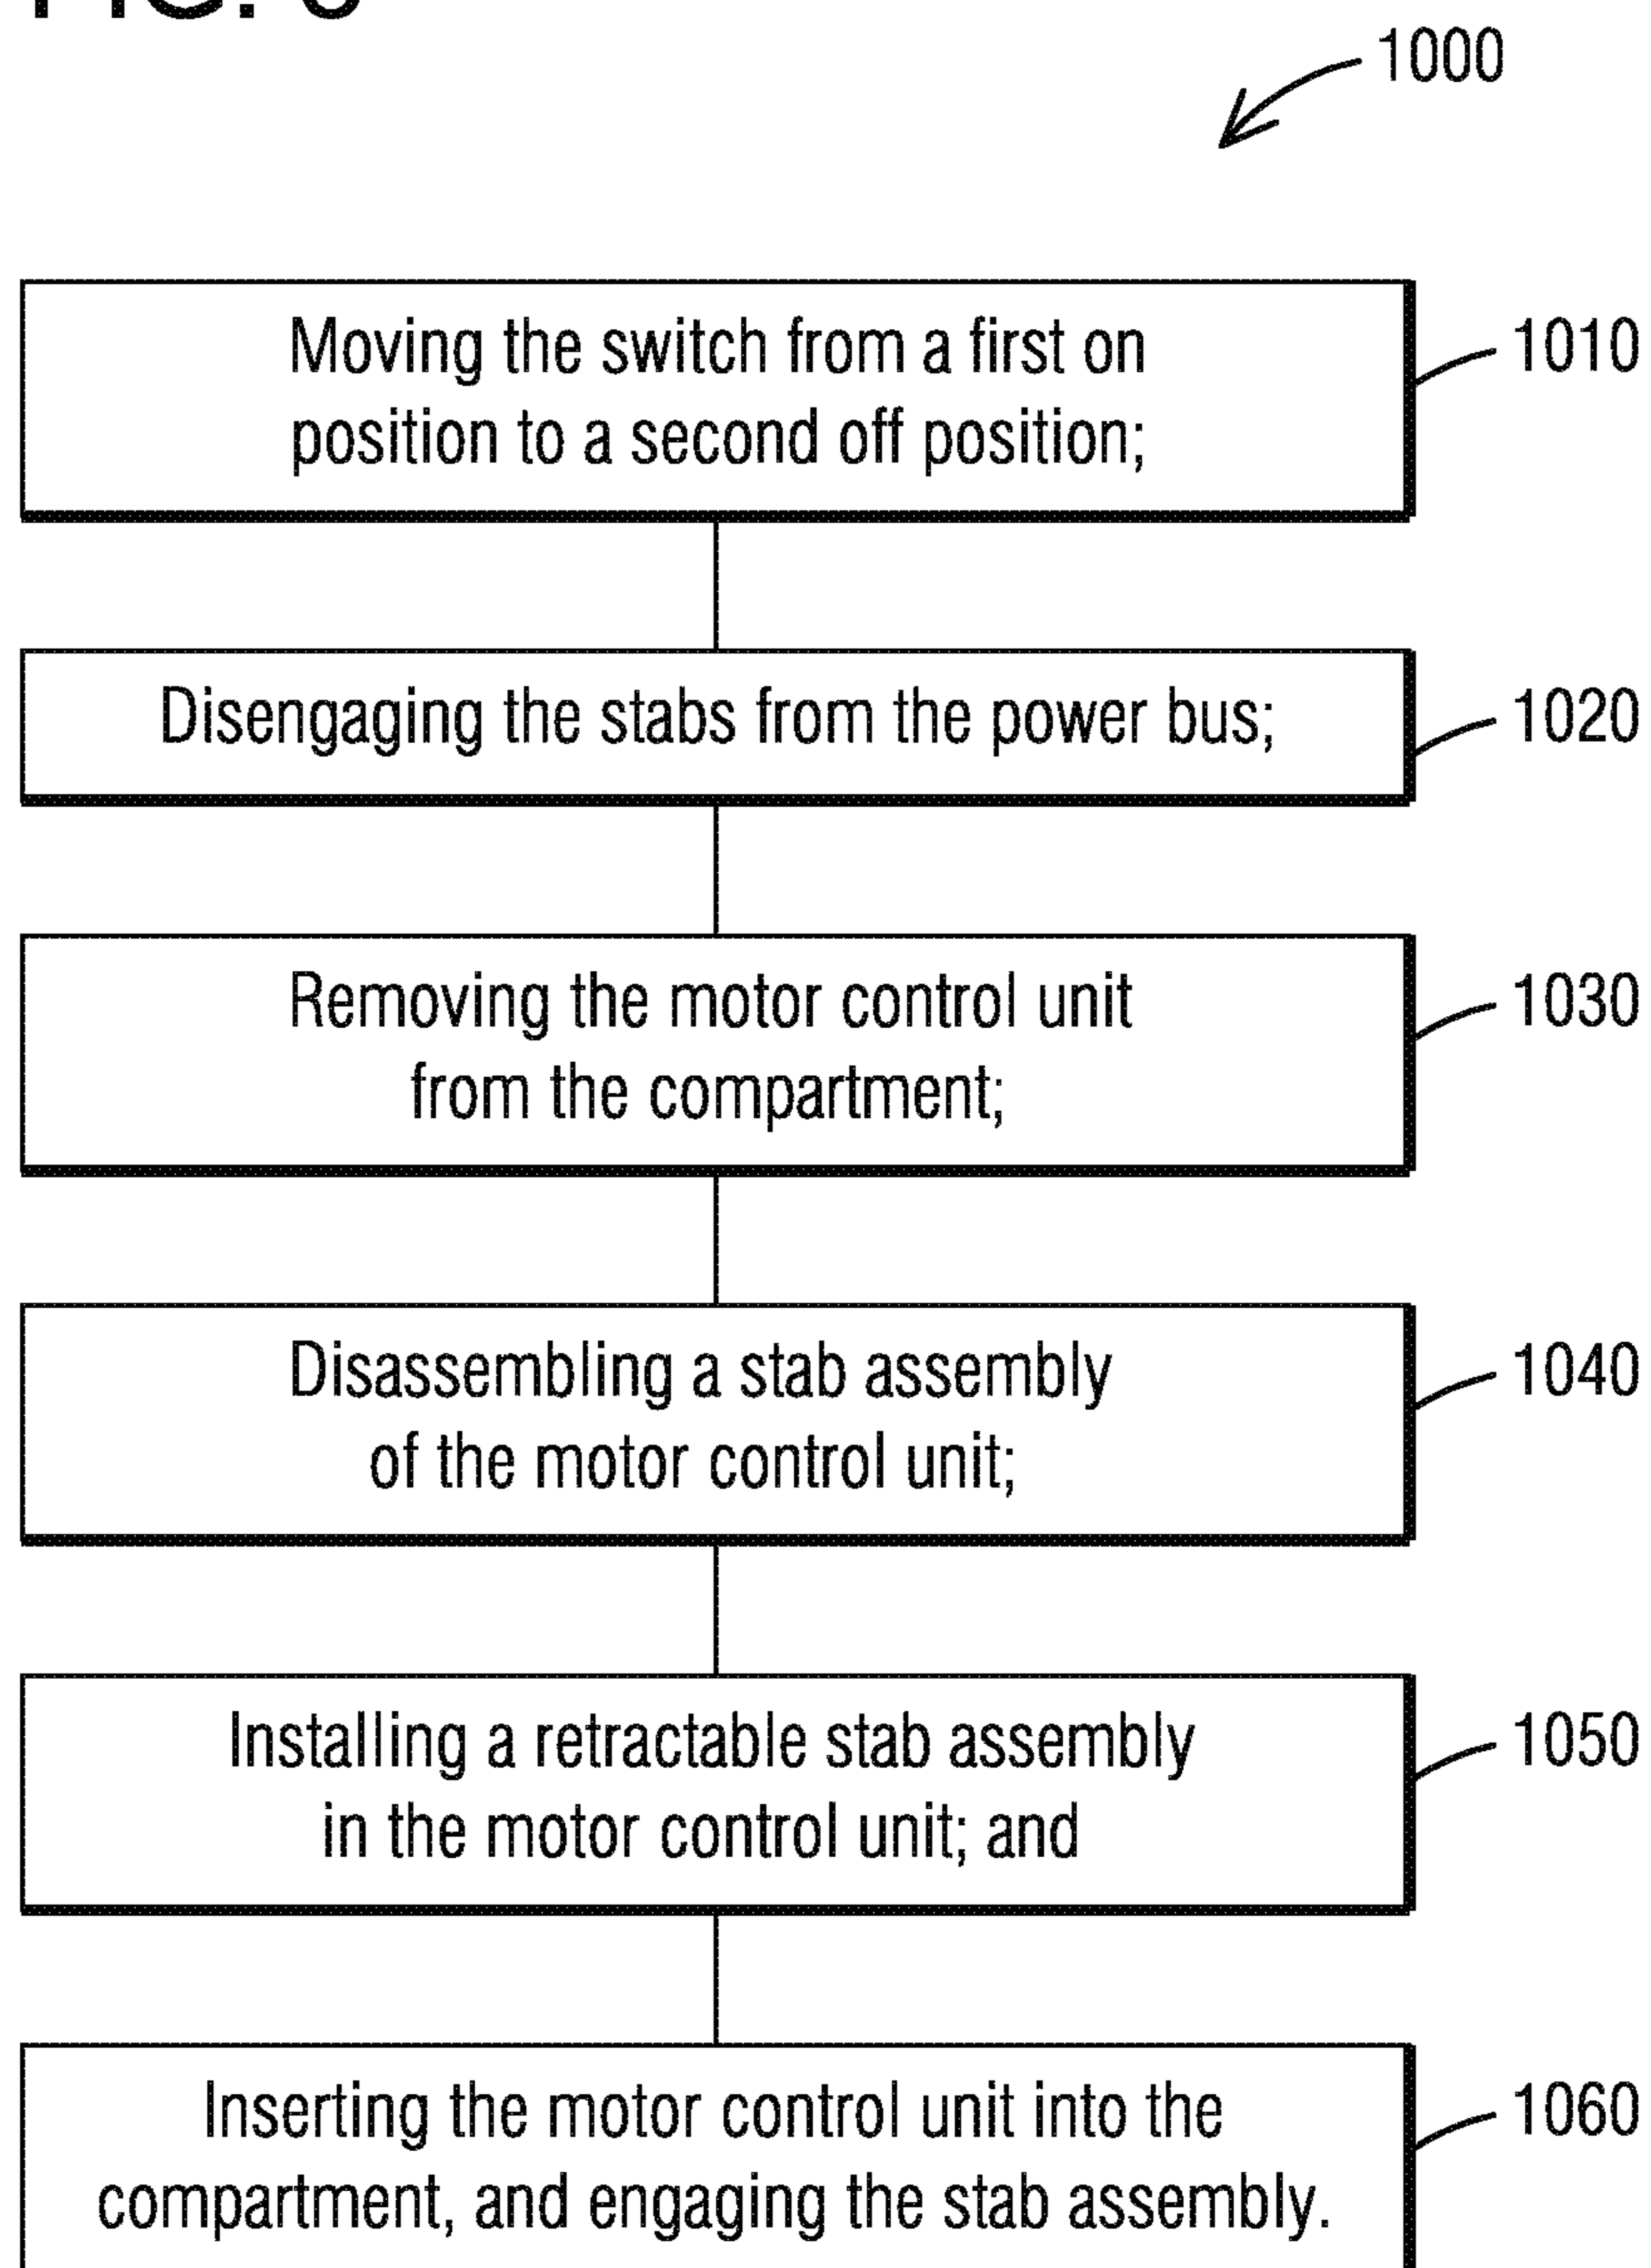 FIG.
1000
Moving the switch from a first on
position to a second off position;
1010
Disengaging the stabs from the power bus;
1020
Removing the motor control unit
from the compartment;
1030
Disassembling a stab assembly
of the motor control unit;
1040
Installing a retractable stab assembly
in the motor control unit; and
1050
Inserting the motor control unit into the
compartment, and engaging the stab assembly.
1060